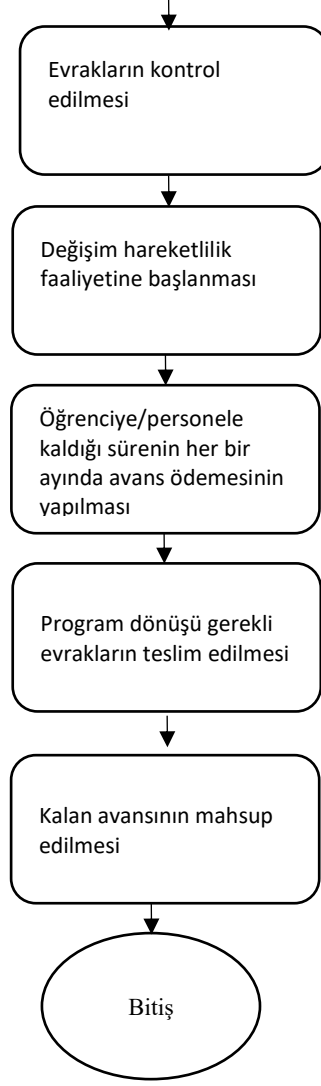 Evrakların kontrol
edilmesi
Değişim hareketlilik
faaliyetine başlanması
Öğrenciye/personele
kaldığı sürenin her bir
ayında avans ödemesinin
yapılması
Program dönüşü gerekli
evrakların teslim edilmesi
Kalan avansının mahsup
edilmesi
Bitiş